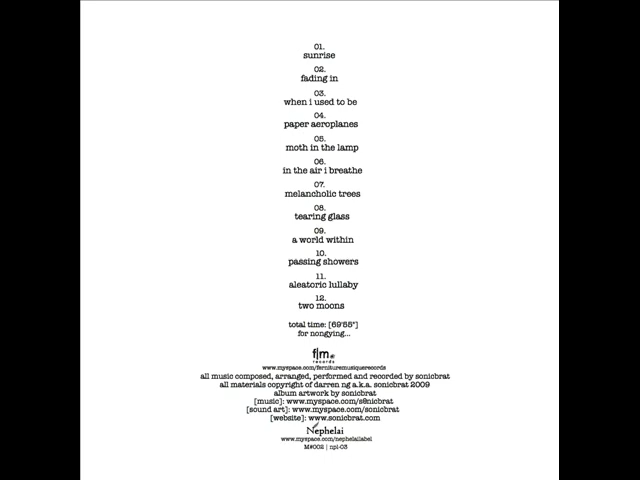 01.
sunrise
02.
fading in
03.
when i used to be
04.
paper aeroplanes
05.
moth in the lamp
06.
in the air i breathe
07.
melancholic trees
08.
tearing glass
09.
a world within
10.
passing showers
11.
aleatoric lullaby
12.
two moons
total time: [69'55"]
for nongying...
records
www.myspace.com/fernituremusiquerecords
all music composed, arranged, performed and recorded by sonicbrat
all materials copyright of darren ng a.k.a. sonicbrat 2009
album artwork by sonicbrat
[music]: www.myspace.com/s9nicbrat
[sound art]: www.myspace.com/sonicbrat
[website]: www.sonicbrat.com
Nephelai
www.myspace.com/nephelailabel
M#002 | npl-03